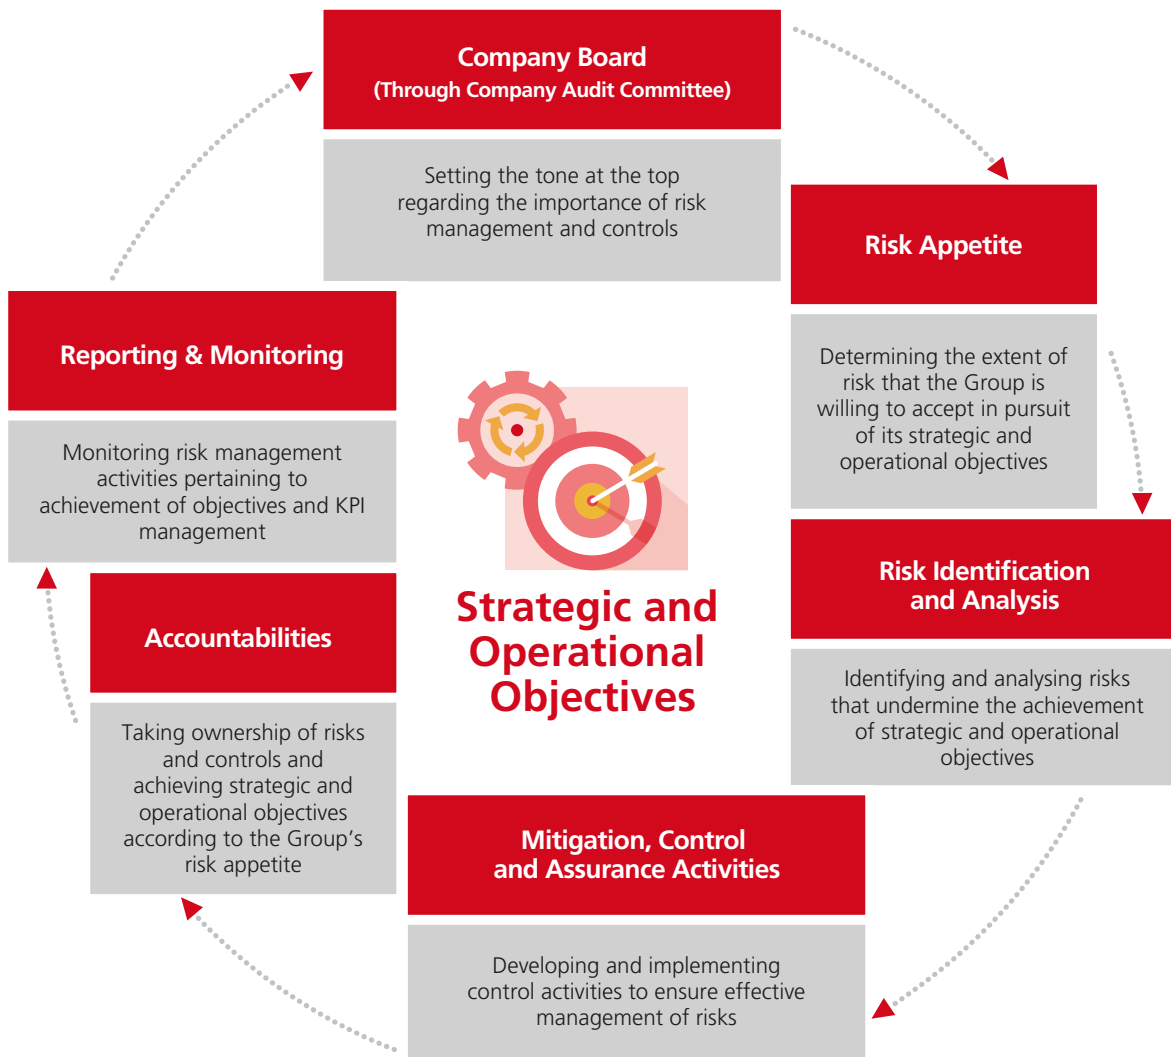 Company Board
(Through Company Audit Committee)
Setting the tone at the top
regarding the importance of risk
management and controls
Risk Appetite
Determining the extent of
risk that the Group is
willing to accept in pursuit
of its strategic and
operational objectives
Risk Identification
and Analysis
Identifying and analysing risks
that undermine the achievement
of strategic and operational
objectives
Mitigation, Control
and Assurance Activities
Developing and implementing
control activities to ensure effective
management of risks
Accountabilities
Taking ownership of risks
and controls and
achieving strategic and
operational objectives
according to the Group’s
risk appetite
Reporting & Monitoring
Monitoring risk management
activities pertaining to
achievement of objectives and KPI
management
Strategic and
Operational
Objectives